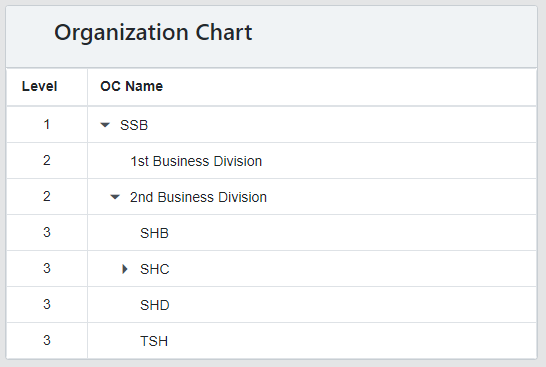 Organization Chart
Level OC Name
1 SSB
2 1st Business Division
2 2nd Business Division
3 SHB
3 SHC
3 SHD
3 TSH